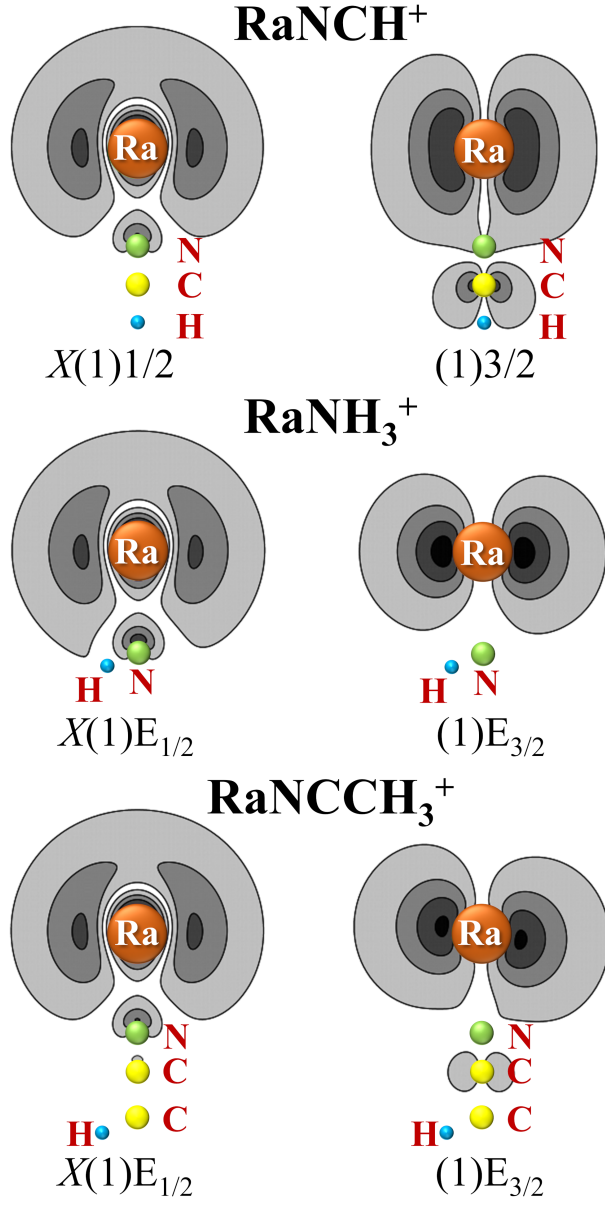 RaNCH⁺
Ra Ra
N N
C C
H H
X(1)1/2 (1)3/2
RaNH₃⁺
Ra Ra
H N H N
X(1)E₁/₂ (1)E₃/₂
RaNCCH₃⁺
Ra Ra
N N
C C
C C
H H
X(1)E₁/₂ (1)E₃/₂